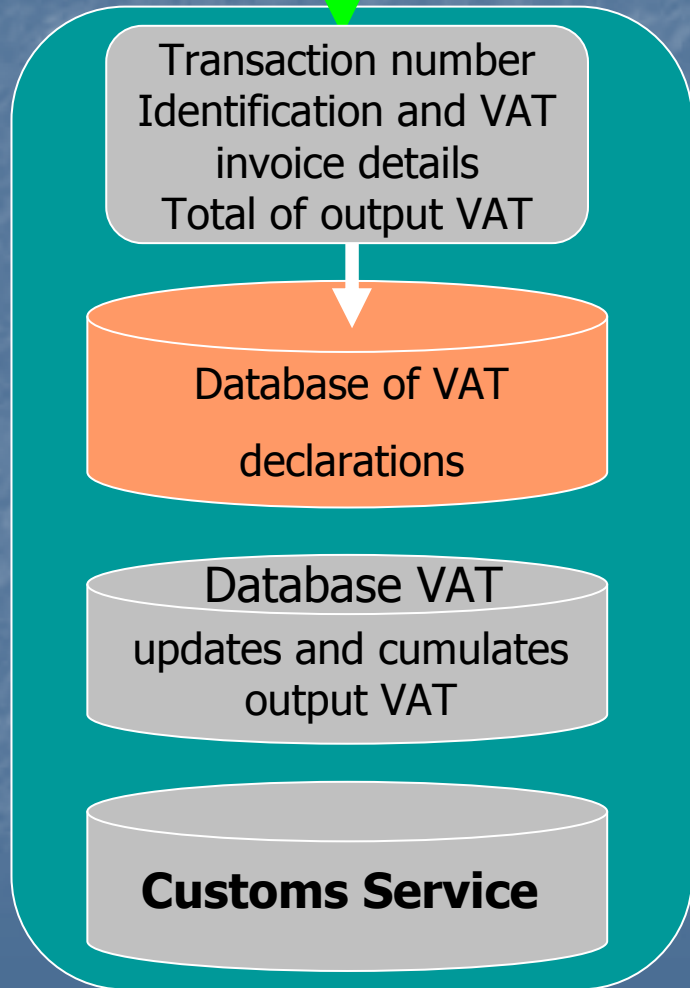 Transaction number
Identification and VAT
invoice details
Total of output VAT
Database of VAT
declarations
Database VAT
updates and cumulates
output VAT
Customs Service